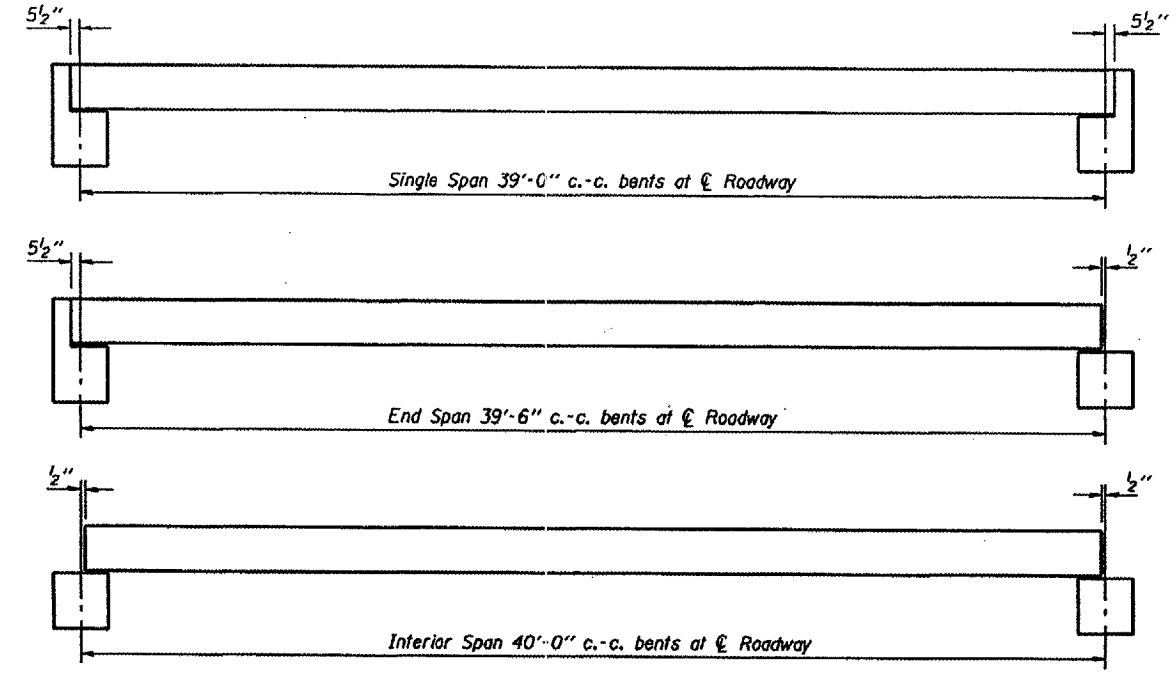 5½" 5½"
Single Span 39'-0" c.-c. bents at ℄ Roadway
5½" ½"
End Span 39'-6" c.-c. bents at ℄ Roadway
½" ½"
Interior Span 40'-0" c.-c. bents at ℄ Roadway